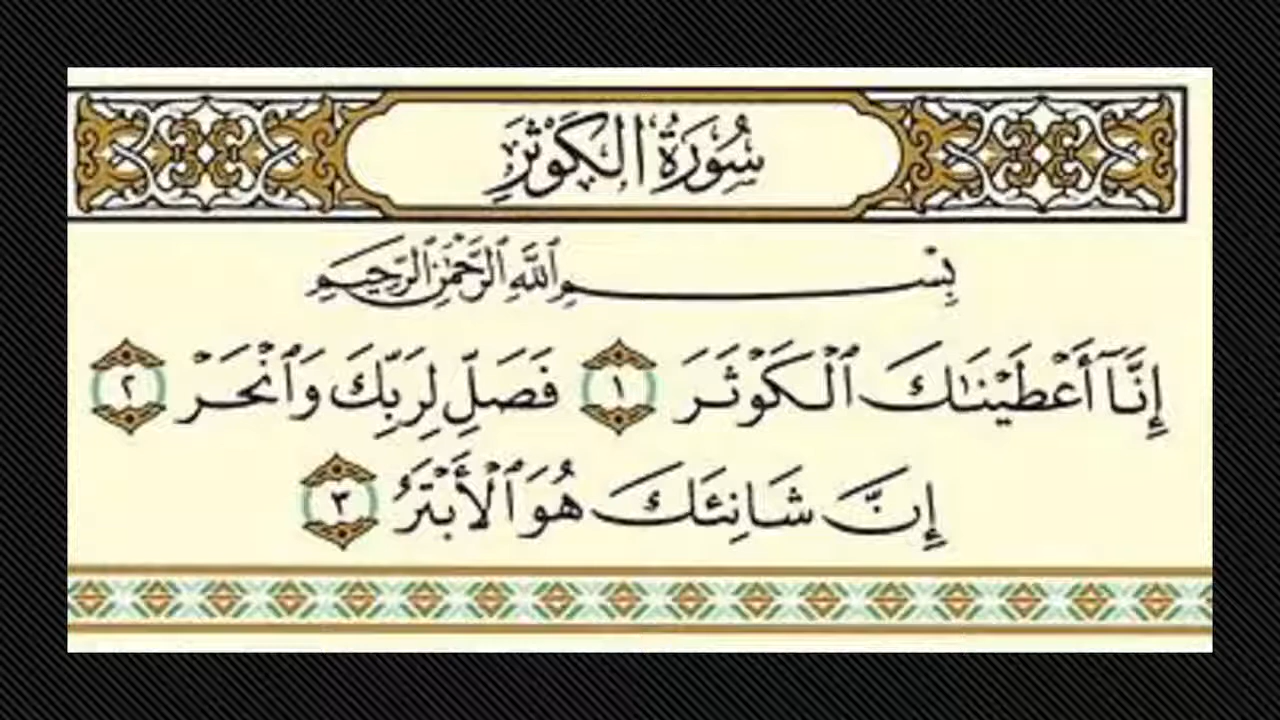 سُورَةُ الكَوْثَرِ
بِسْمِ ٱللَّهِ ٱلرَّحْمَٰنِ ٱلرَّحِيمِ
إِنَّآ أَعْطَيْنَٰكَ ٱلْكَوْثَرَ ١ فَصَلِّ لِرَبِّكَ وَٱنْحَرْ ٢
إِنَّ شَانِئَكَ هُوَ ٱلْأَبْتَرُ ٣